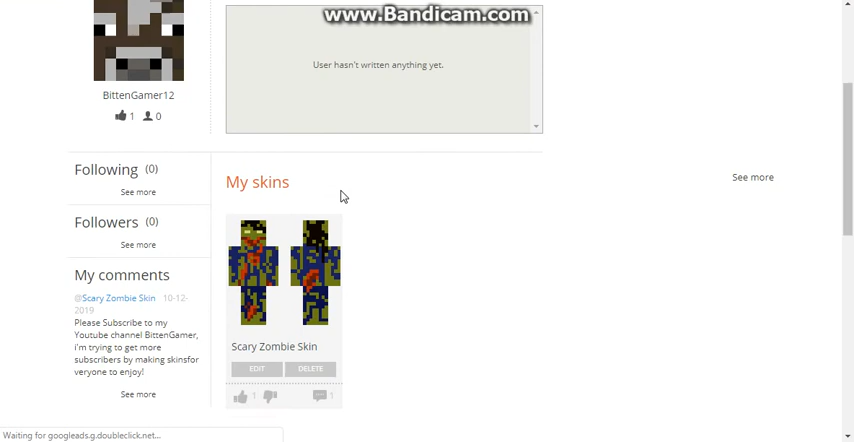 www.Bandicam.com
User hasn't written anything yet.
BittenGamer12
1 0
Following (0)
See more
Followers (0)
See more
My comments
@Scary Zombie Skin 10-12-
2019
Please Subscribe to my
Youtube channel BittenGamer,
i'm trying to get more
subscribers by making skinsfor
veryone to enjoy!
See more
My skins
See more
Scary Zombie Skin
EDIT DELETE
1 1
Waiting for googleads.g.doubleclick.net...